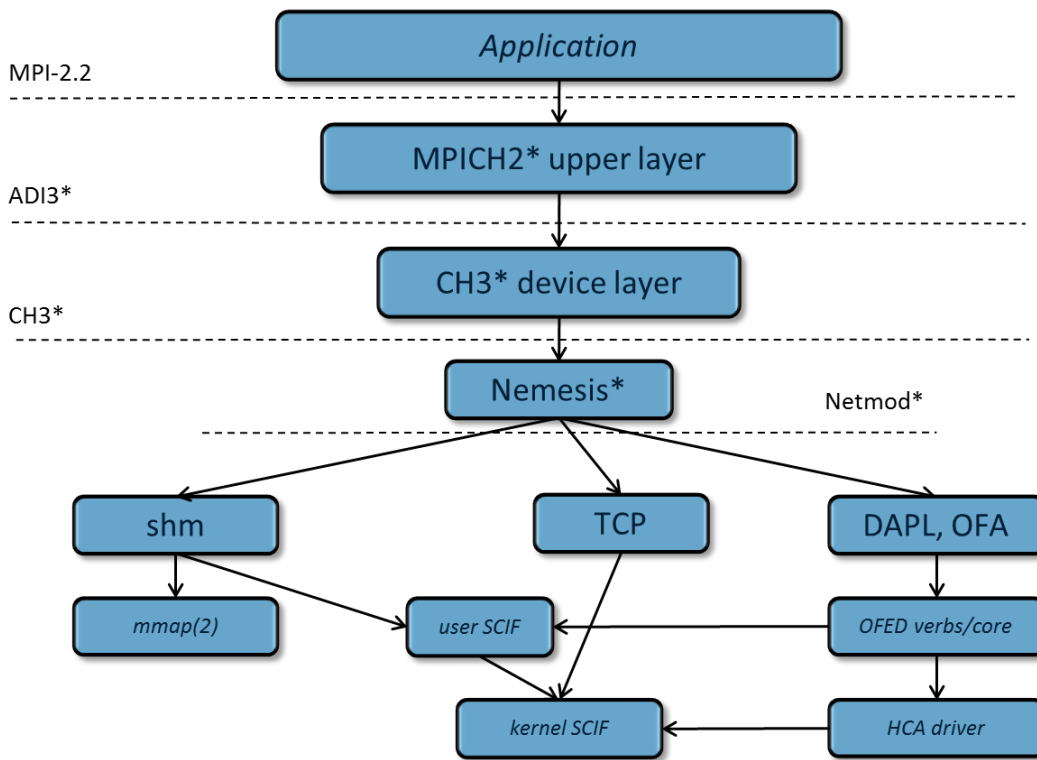 Application
MPI-2.2
MPICH2* upper layer
ADI3*
CH3* device layer
CH3*
Nemesis*
Netmod*
shm
TCP
DAPL, OFA
mmap(2)
user SCIF
OFED verbs/core
kernel SCIF
HCA driver